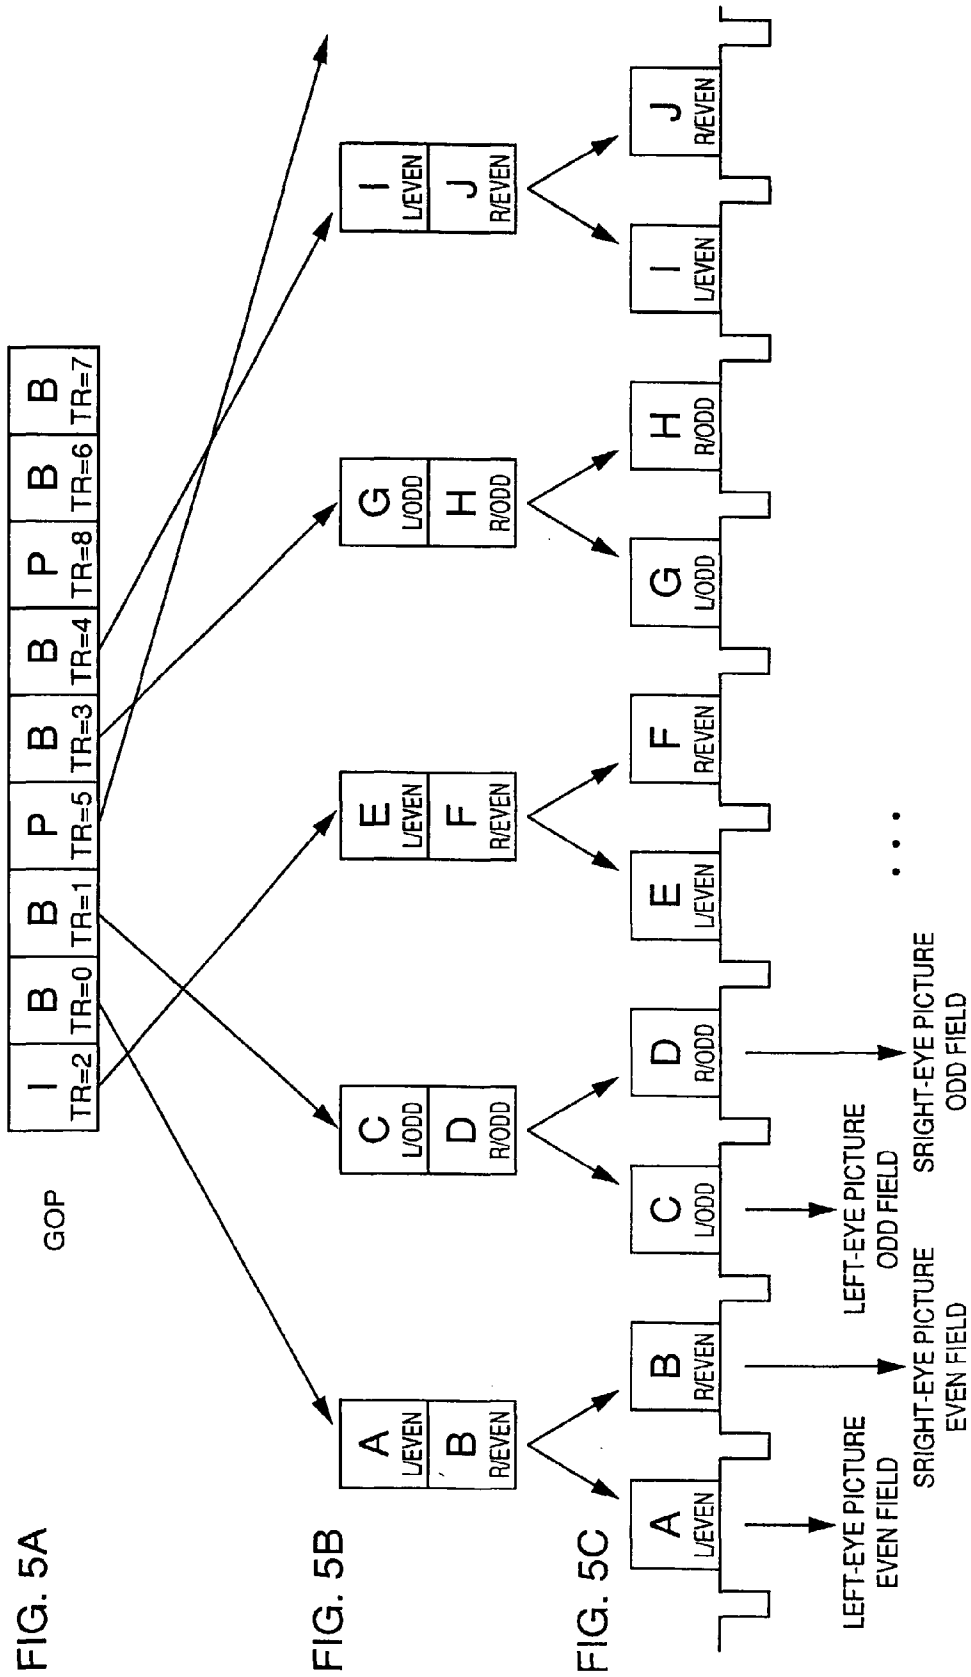 FIG. 5A
GOP
I
TR=2
B
TR=0
B
TR=1
P
TR=5
B
TR=3
B
TR=4
P
TR=8
B
TR=6
B
TR=7
FIG. 5B
A
L/EVEN
B
R/EVEN
C
L/ODD
D
R/ODD
E
L/EVEN
F
R/EVEN
G
L/ODD
H
R/ODD
I
L/EVEN
J
R/EVEN
FIG. 5C
A
L/EVEN
B
R/EVEN
C
L/ODD
D
R/ODD
E
L/EVEN
F
R/EVEN
G
L/ODD
H
R/ODD
I
L/EVEN
J
R/EVEN
LEFT-EYE PICTURE
EVEN FIELD
SRIGHT-EYE PICTURE
EVEN FIELD
LEFT-EYE PICTURE
ODD FIELD
SRIGHT-EYE PICTURE
ODD FIELD
...